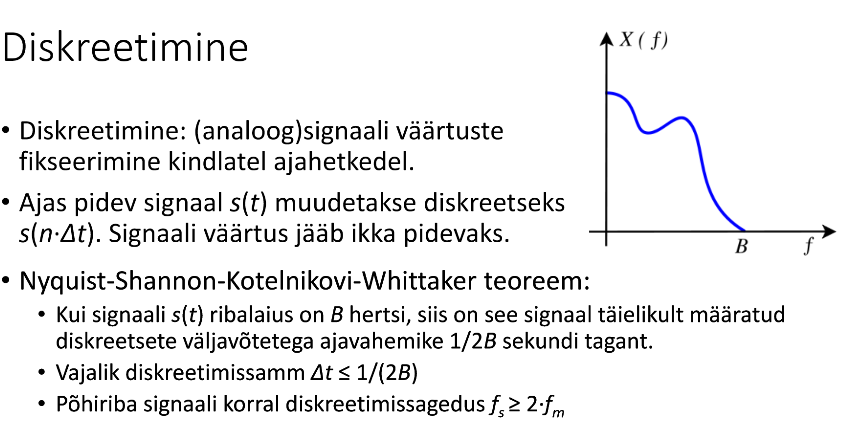 Diskreetimine
• Diskreetimine: (analoog)signaali väärtuste
fikseerimine kindlatel ajahetkedel.
• Ajas pidev signaal s(t) muudetakse diskreetseks
s(n·Δt). Signaali väärtus jääb ikka pidevaks.
• Nyquist-Shannon-Kotelnikovi-Whittaker teoreem:
• Kui signaali s(t) ribalaius on B hertsi, siis on see signaal täielikult määratud
diskreetsete väljavõtetega ajavahemike 1/2B sekundi tagant.
• Vajalik diskreetimissamm Δt ≤ 1/(2B)
• Põhiriba signaali korral diskreetimissagedus fs ≥ 2·fm
X ( f)
B
f